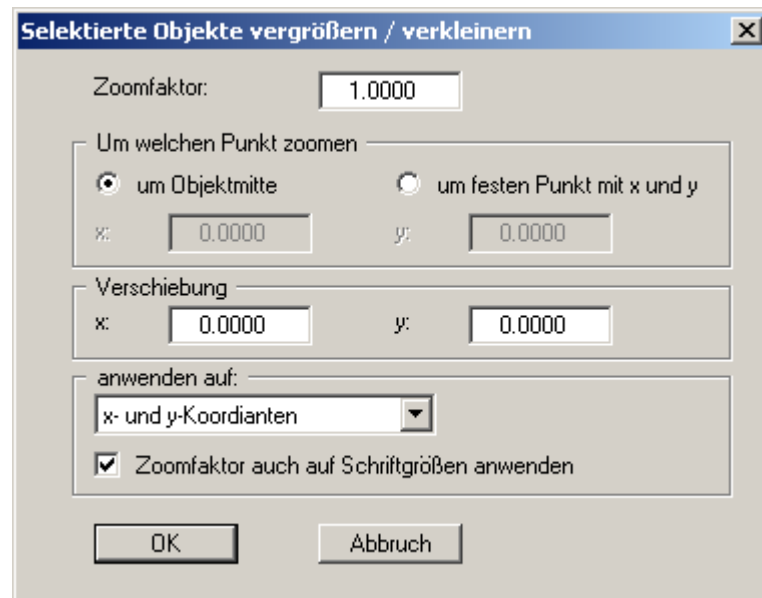 Selektierte Objekte vergrößern / verkleinern
Zoomfaktor: 1.0000
Um welchen Punkt zoomen
um Objektmitte um festen Punkt mit x und y
x: 0.0000 y: 0.0000
Verschiebung
x: 0.0000 y: 0.0000
anwenden auf:
x- und y-Koordianten
Zoomfaktor auch auf Schriftgrößen anwenden
OK Abbruch